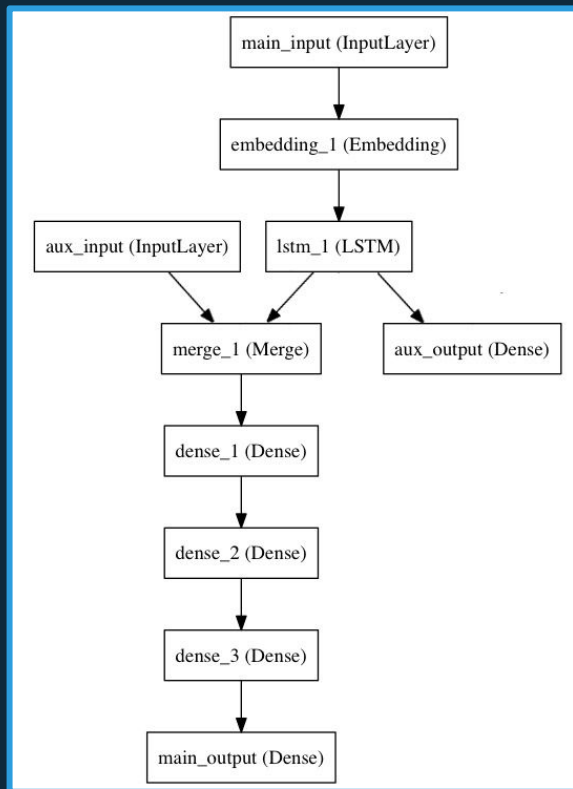 main_input (InputLayer)
embedding_1 (Embedding)
aux_input (InputLayer)
lstm_1 (LSTM)
merge_1 (Merge)
aux_output (Dense)
dense_1 (Dense)
dense_2 (Dense)
dense_3 (Dense)
main_output (Dense)